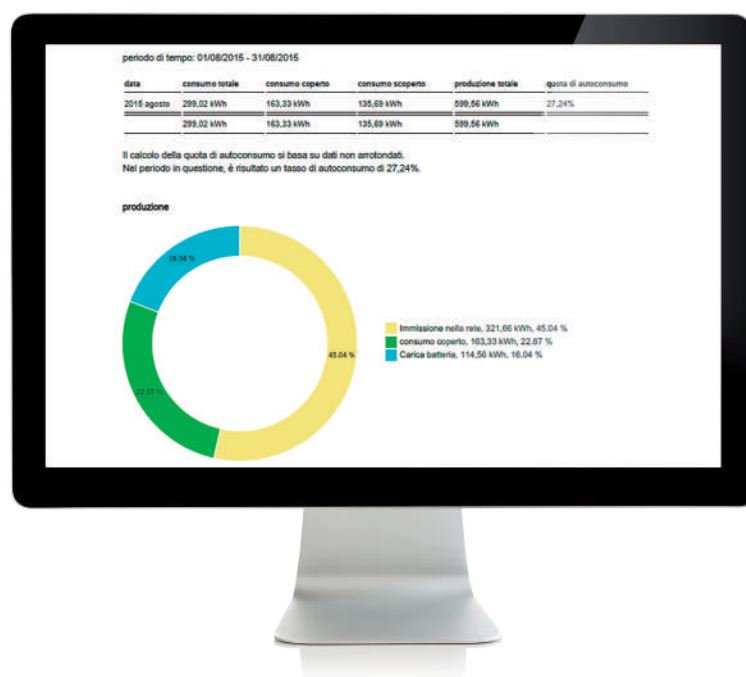 periodo di tempo: 01/08/2015 - 31/08/2015
data consumo totale consumo coperto consumo scoperto produzione totale quota di autoconsumo
2015 agosto 299,02 kWh 163,33 kWh 135,69 kWh 599,56 kWh 27,24%
299,02 kWh 163,33 kWh 135,69 kWh 599,56 kWh
Il calcolo della quota di autoconsumo si basa su dati non arrotondati.
Nel periodo in questione, è risultato un tasso di autoconsumo di 27,24%.
produzione
16.04 %
Immissione nella rete, 321,66 kWh, 45.04 %
consumo coperto, 163,33 kWh, 22.87 %
Carica batteria, 114,56 kWh, 16.04 %
45.04 %
22.87 %